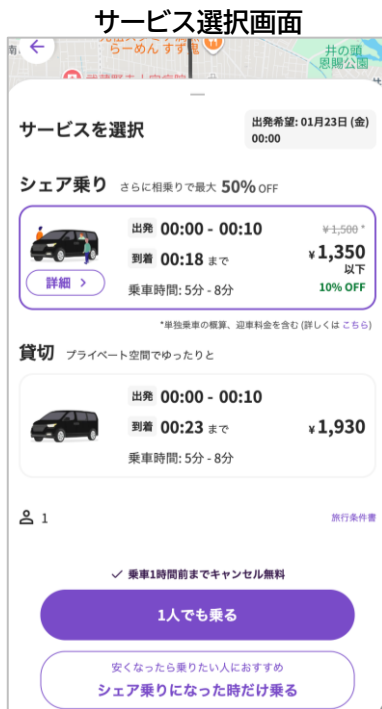 サービス選択画面
らーめん すず鬼
井の頭
恩賜公園
サービスを選択
出発希望: 01月23日 (金)
00:00
シェア乗り さらに相乗りで最大 50% OFF
出発 00:00 - 00:10
¥1,500 *
到着 00:18 まで
¥1,350
以下
詳細 >
乗車時間: 5分 - 8分
10% OFF
*単独乗車の概算、迎車料金を含む (詳しくは こちら)
貸切 プライベート空間でゆったりと
出発 00:00 - 00:10
到着 00:23 まで
¥1,930
乗車時間: 5分 - 8分
1
旅行条件書
✓ 乗車1時間前までキャンセル無料
1人でも乗る
安くなったら乗りたい人におすすめ
シェア乗りになった時だけ乗る